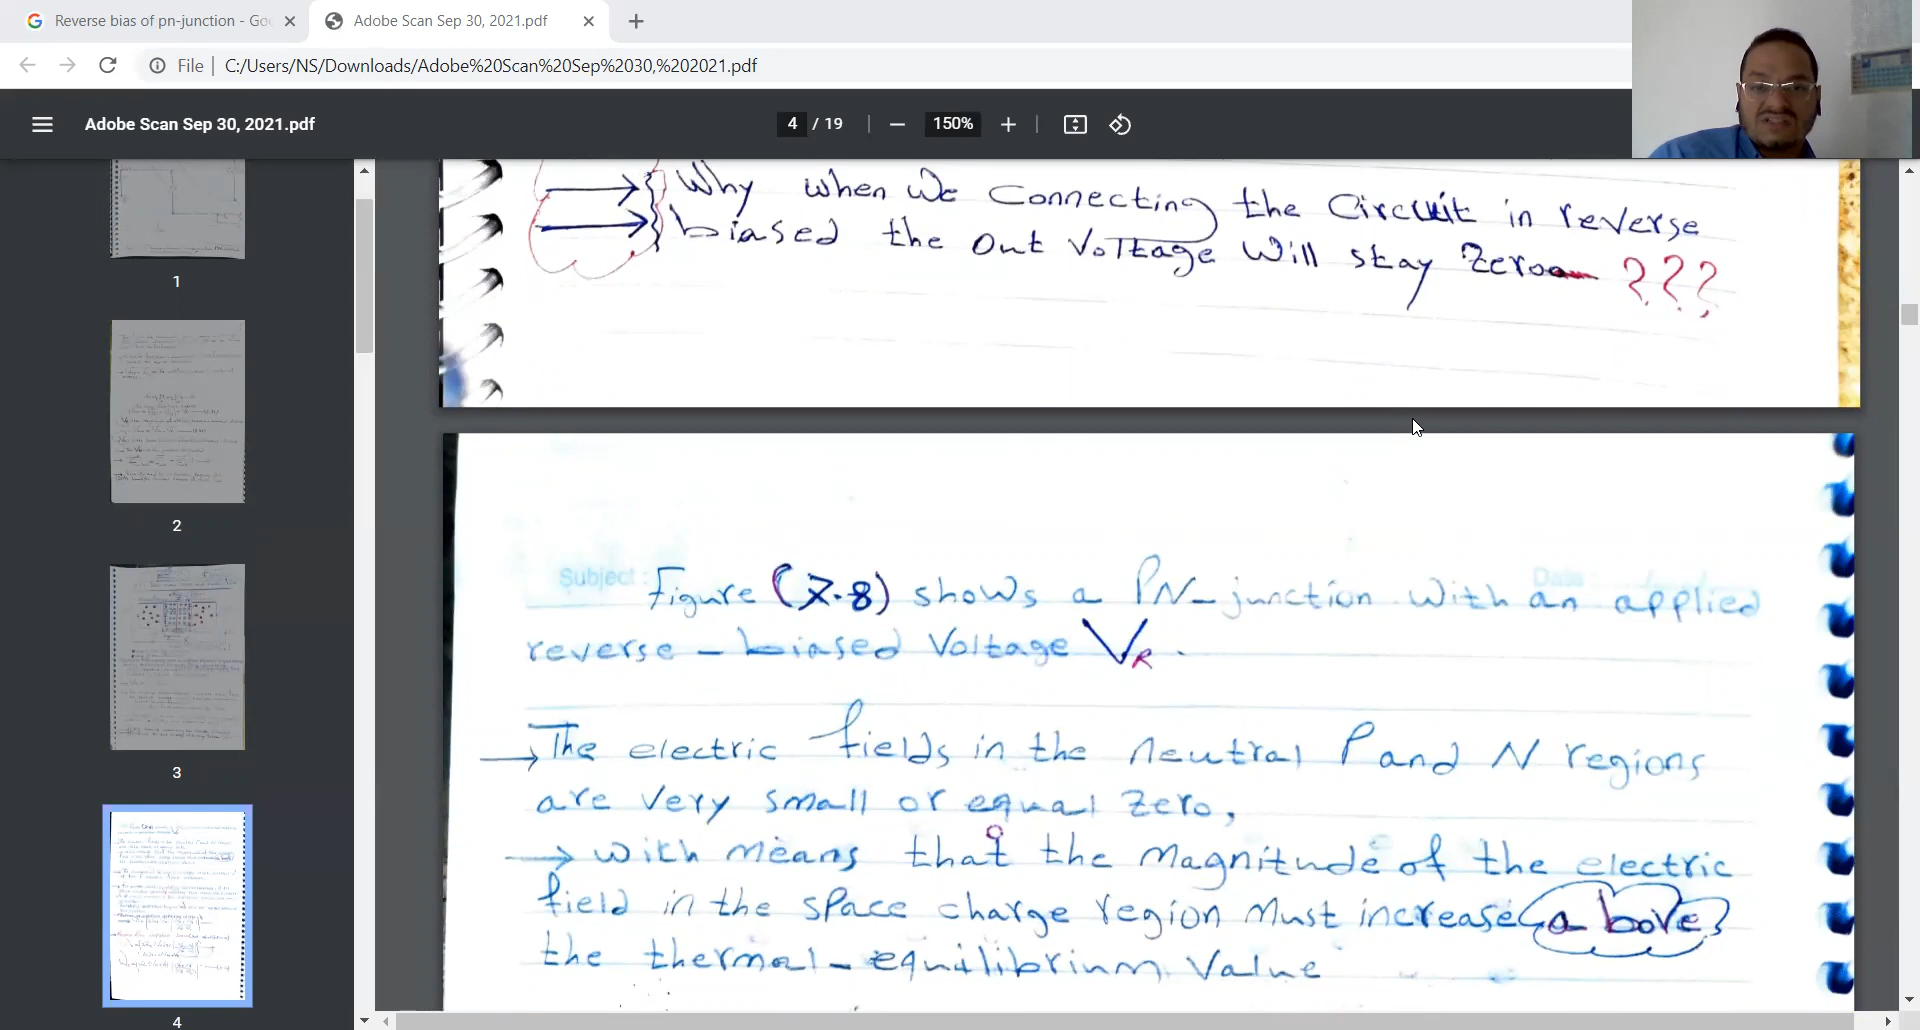 Reverse bias of pn-junction - Goo
Adobe Scan Sep 30, 2021.pdf
File
C:/Users/NS/Downloads/Adobe%20Scan%20Sep%2030,%202021.pdf
Adobe Scan Sep 30, 2021.pdf
4 / 19
150%
1
2
3
4
Why when we connecting the circuit in reverse
biased the out voltage will stay zero ???
Subject :
Date :
Figure (7.8) shows a PN-junction with an applied
reverse - biased voltage VR.
→ The electric fields in the neutral P and N regions
are very small or equal zero,
→ with means that the magnitude of the electric
field in the space charge region must increase above
the thermal - equilibrium value